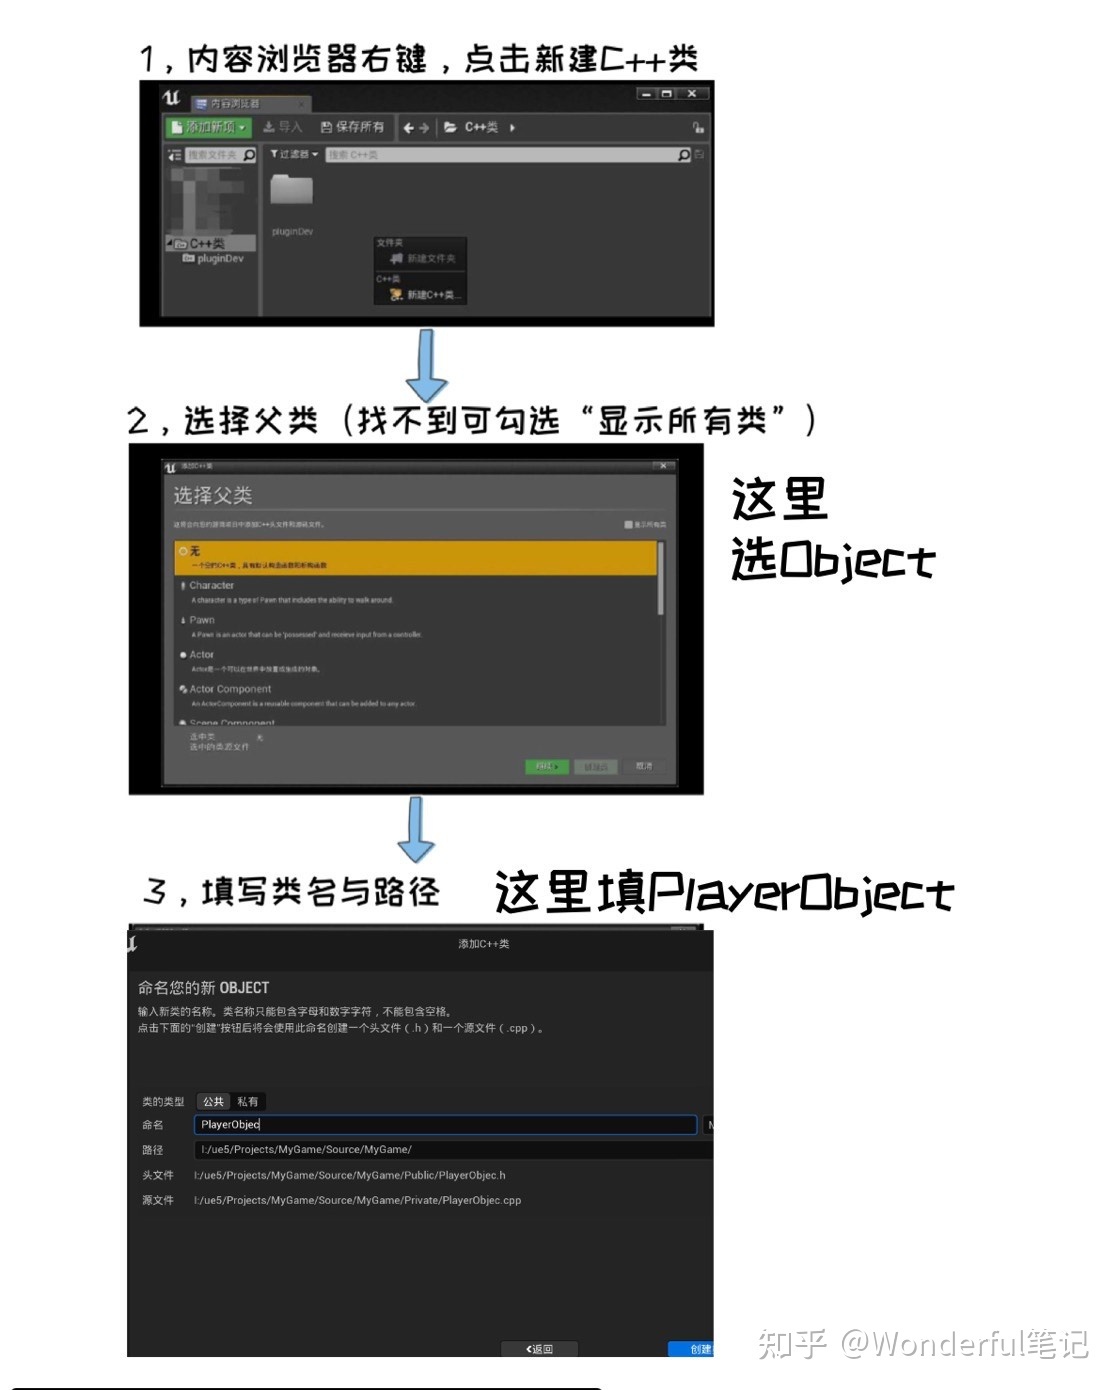 1，内容浏览器右键，点击新建C++类
内容浏览器
添加新项
导入
保存所有
C++类
搜索文件夹
过滤器
搜索 C++类
pluginDev
C++类
pluginDev
文件夹
新建文件夹
C++类
新建C++类...
2，选择父类（找不到可勾选“显示所有类”）
添加C++类
选择父类
这将会向您的游戏项目中添加C++头文件和源码文件。
显示所有类
无
一个空的C++类，具有默认构造函数和析构函数
Character
A character is a type of Pawn that includes the ability to walk around.
Pawn
A Pawn is an actor that can be 'possessed' and receieve input from a controller.
Actor
Actor是一个可以在世界中放置或生成的对象。
Actor Component
An ActorComponent is a reusable component that can be added to any actor.
Scene Component
选中类
无
选中的类源文件
取消
这里
选Object
3，填写类名与路径
这里填PlayerObject
添加C++类
命名您的新 OBJECT
输入新类的名称。类名称只能包含字母和数字字符，不能包含空格。
点击下面的“创建”按钮后将会使用此命名创建一个头文件（.h）和一个源文件（.cpp）。
类的类型 公共 私有
命名 PlayerObjec
路径 I:/ue5/Projects/MyGame/Source/MyGame/
头文件 I:/ue5/Projects/MyGame/Source/MyGame/Public/PlayerObjec.h
源文件 I:/ue5/Projects/MyGame/Source/MyGame/Private/PlayerObjec.cpp
返回
创建
知乎 @Wonderful笔记